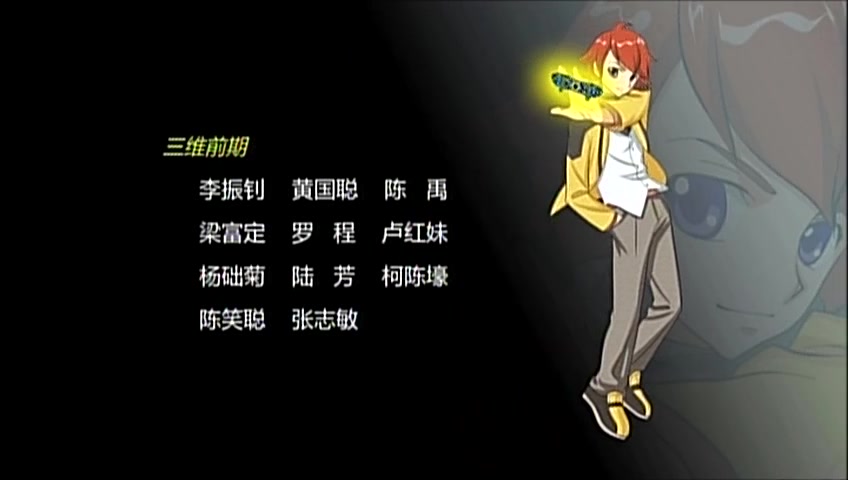 三维前期
李振钊 黄国聪 陈 禹
梁富定 罗 程 卢红妹
杨础菊 陆 芳 柯陈壕
陈笑聪 张志敏